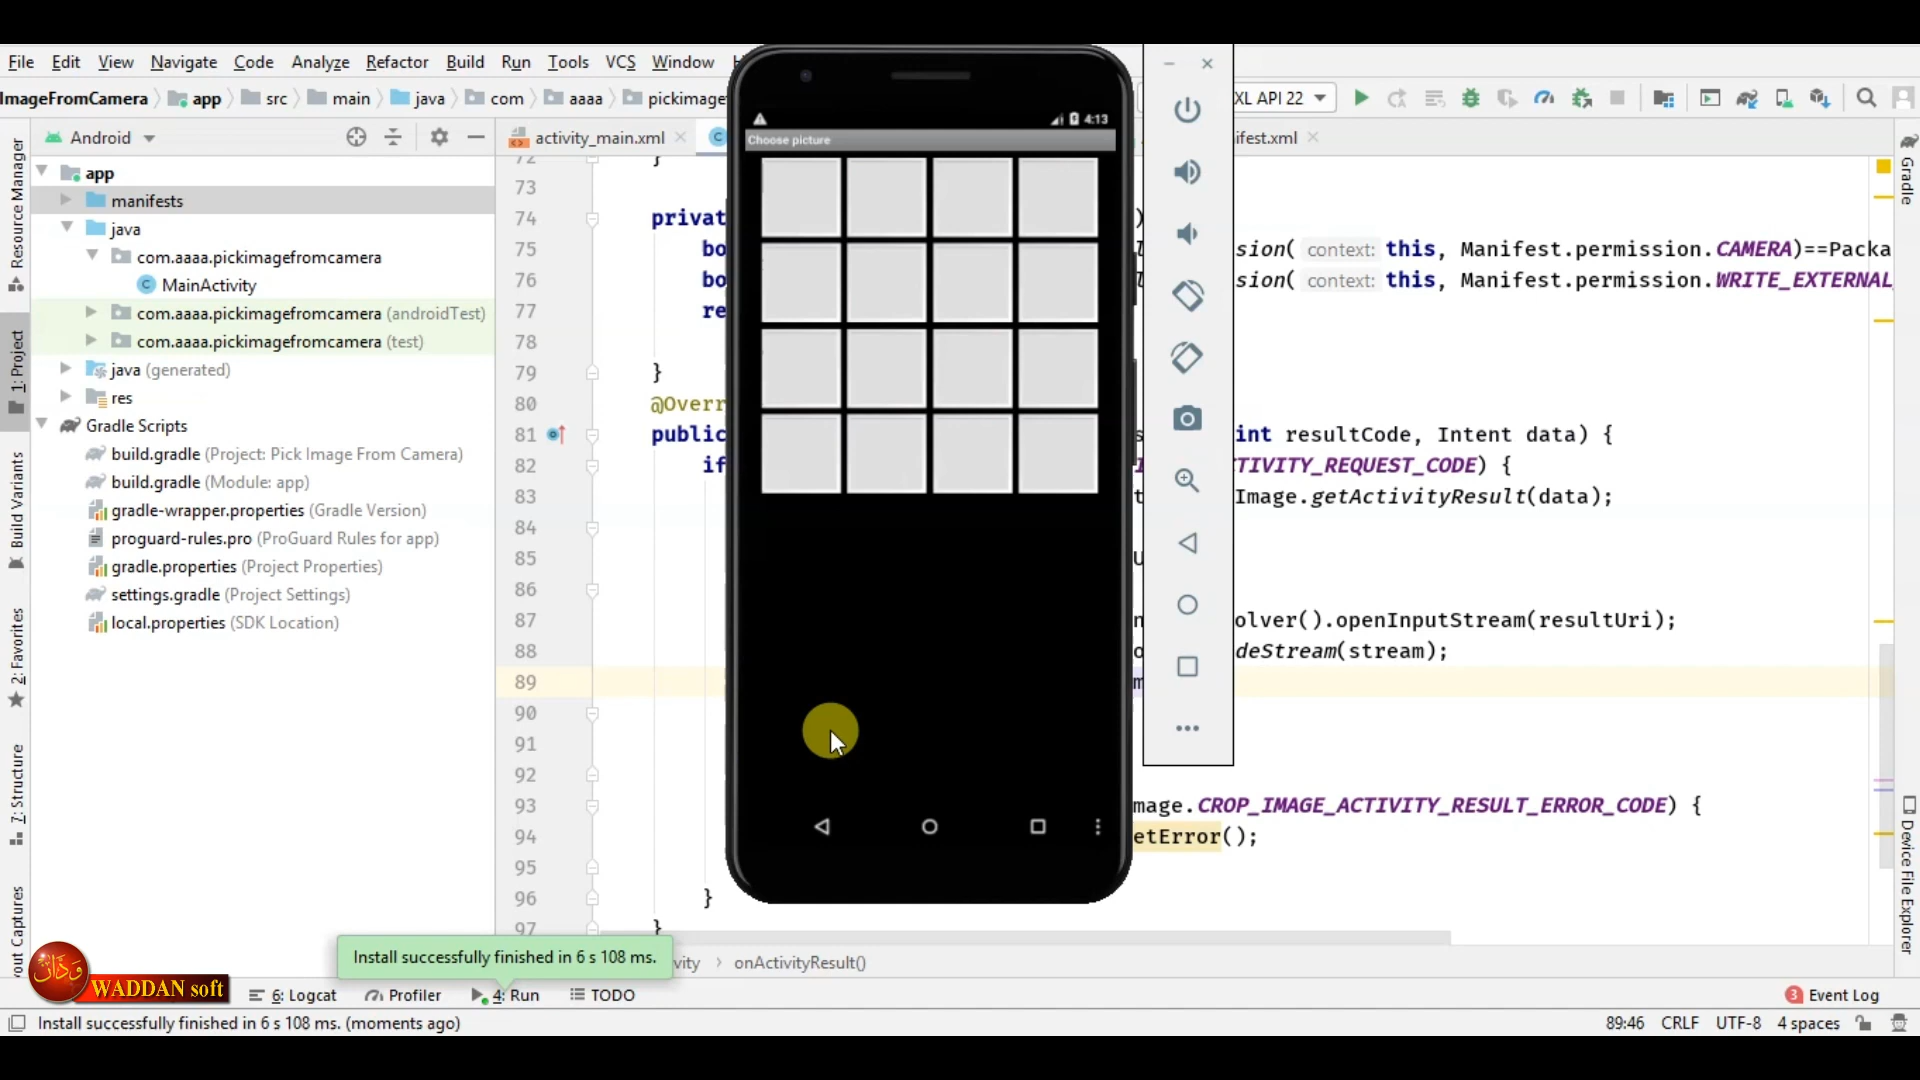 File Edit View Navigate Code Analyze Refactor Build Run Tools VCS Window
ImageFromCamera app src main java com aaaa pickimage XL API 22
Android
activity_main.xml
ifest.xml
app
manifests
java
com.aaaa.pickimagefromcamera
MainActivity
com.aaaa.pickimagefromcamera (androidTest)
com.aaaa.pickimagefromcamera (test)
java (generated)
res
Gradle Scripts
build.gradle (Project: Pick Image From Camera)
build.gradle (Module: app)
gradle-wrapper.properties (Gradle Version)
proguard-rules.pro (ProGuard Rules for app)
gradle.properties (Project Properties)
settings.gradle (Project Settings)
local.properties (SDK Location)
Resource Manager
1: Project
Build Variants
2: Favorites
7: Structure
out Captures
4:13
Choose picture
72 }
73
74 privat )
75 bo sion( context: this, Manifest.permission.CAMERA)==Packa
76 bo sion( context: this, Manifest.permission.WRITE_EXTERNAL_
77 re
78
79 }
80 @Overr
81 public int resultCode, Intent data) {
82 if TIVITY_REQUEST_CODE) {
83 Image.getActivityResult(data);
84
85
86
87 olver().openInputStream(resultUri);
88 deStream(stream);
89
90
91
92
93 mage.CROP_IMAGE_ACTIVITY_RESULT_ERROR_CODE) {
94 etError();
95
96 }
97 }
Gradle
Device File Explorer
Install successfully finished in 6 s 108 ms.
vity onActivityResult()
ودّان
WADDAN soft
6: Logcat Profiler 4: Run TODO
3 Event Log
Install successfully finished in 6 s 108 ms. (moments ago)
89:46 CRLF UTF-8 4 spaces